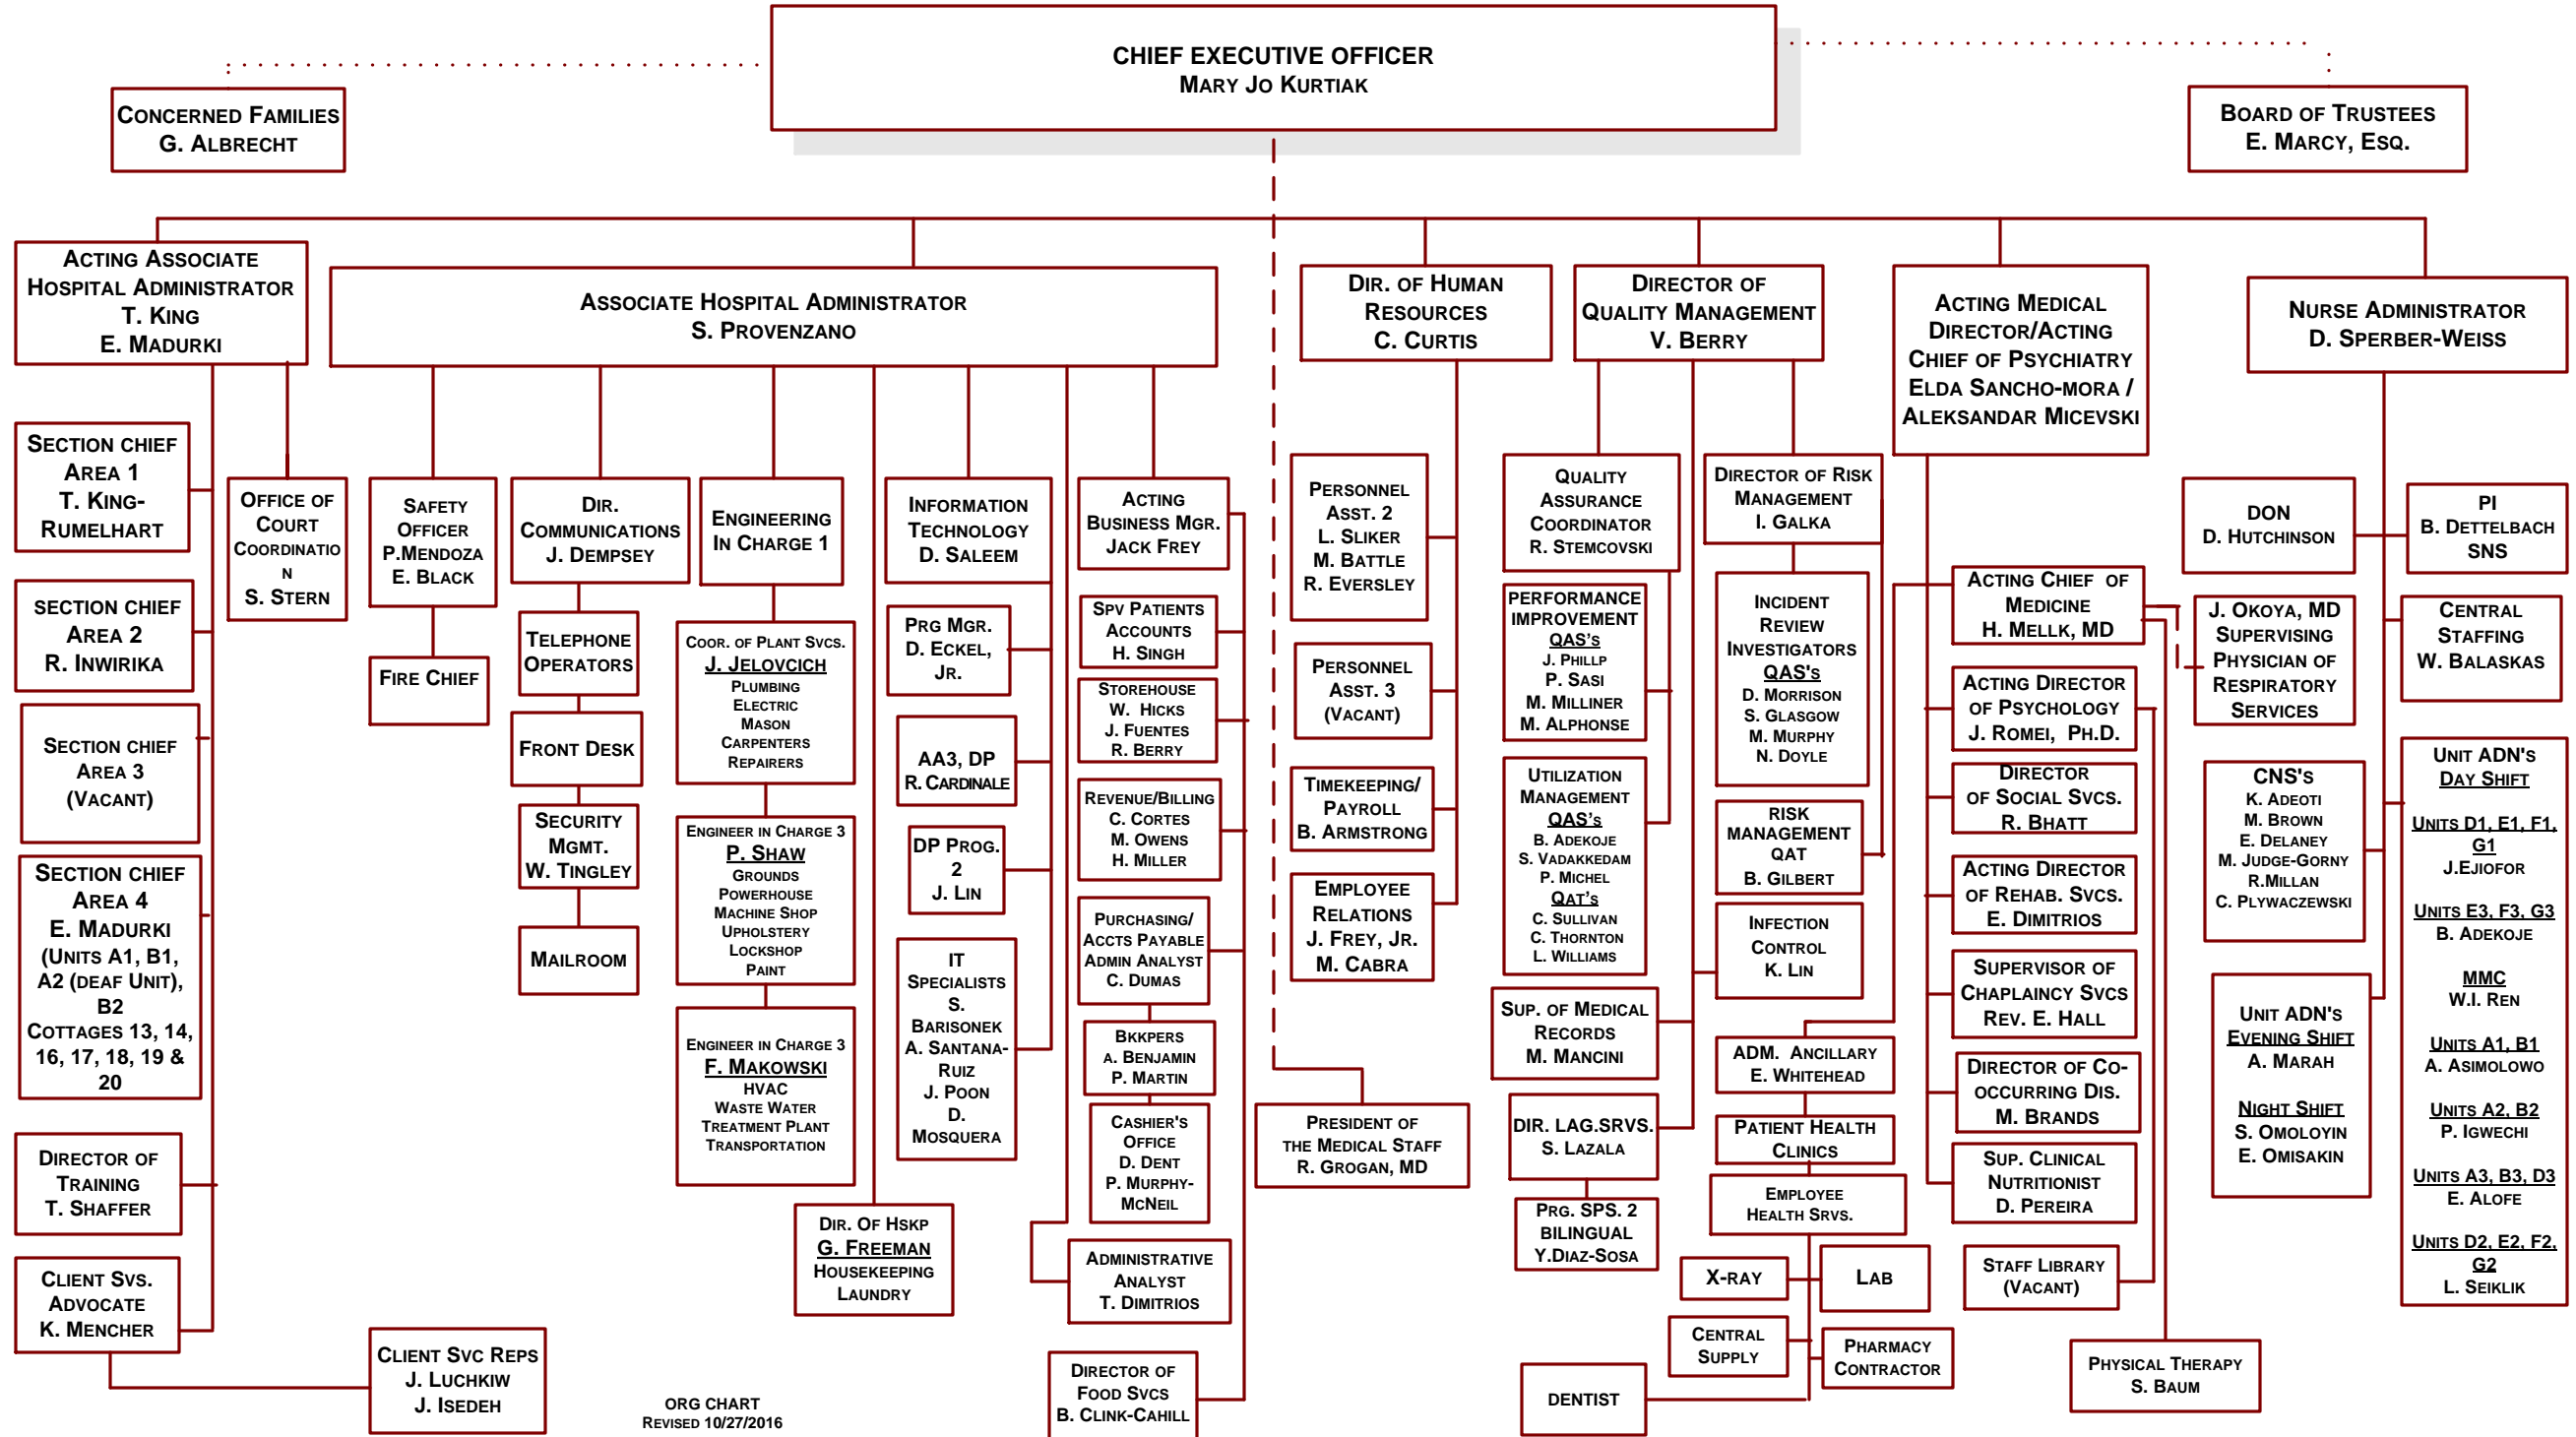 CHIEF EXECUTIVE OFFICER
MARY JO KURTIAK
CONCERNED FAMILIES
G. ALBRECHT
BOARD OF TRUSTEES
E. MARCY, ESQ.
ACTING ASSOCIATE
HOSPITAL ADMINISTRATOR
T. KING
E. MADURKI
ASSOCIATE HOSPITAL ADMINISTRATOR
S. PROVENZANO
DIR. OF HUMAN
RESOURCES
C. CURTIS
DIRECTOR OF
QUALITY MANAGEMENT
V. BERRY
ACTING MEDICAL
DIRECTOR/ACTING
CHIEF OF PSYCHIATRY
ELDA SANCHO-MORA /
ALEKSANDAR MICEVSKI
NURSE ADMINISTRATOR
D. SPERBER-WEISS
SECTION CHIEF
AREA 1
T. KING-
RUMELHART
SECTION CHIEF
AREA 2
R. INWIRIKA
SECTION CHIEF
AREA 3
(VACANT)
SECTION CHIEF
AREA 4
E. MADURKI
(UNITS A1, B1,
A2 (DEAF UNIT),
B2
COTTAGES 13, 14,
16, 17, 18, 19 &
20
DIRECTOR OF
TRAINING
T. SHAFFER
CLIENT SVS.
ADVOCATE
K. MENCHER
CLIENT SVC REPS
J. LUCHKIW
J. ISEDEH
OFFICE OF
COURT
COORDINATIO
N
S. STERN
SAFETY
OFFICER
P.MENDOZA
E. BLACK
FIRE CHIEF
DIR.
COMMUNICATIONS
J. DEMPSEY
TELEPHONE
OPERATORS
FRONT DESK
SECURITY
MGMT.
W. TINGLEY
MAILROOM
ENGINEERING
IN CHARGE 1
COOR. OF PLANT SVCS.
J. JELOVCICH
PLUMBING
ELECTRIC
MASON
CARPENTERS
REPAIRERS
ENGINEER IN CHARGE 3
P. SHAW
GROUNDS
POWERHOUSE
MACHINE SHOP
UPHOLSTERY
LOCKSHOP
PAINT
ENGINEER IN CHARGE 3
F. MAKOWSKI
HVAC
WASTE WATER
TREATMENT PLANT
TRANSPORTATION
DIR. OF HSKP
G. FREEMAN
HOUSEKEEPING
LAUNDRY
INFORMATION
TECHNOLOGY
D. SALEEM
PRG MGR.
D. ECKEL,
JR.
AA3, DP
R. CARDINALE
DP PROG.
2
J. LIN
IT
SPECIALISTS
S.
BARISONEK
A. SANTANA-
RUIZ
J. POON
D.
MOSQUERA
ACTING
BUSINESS MGR.
JACK FREY
SPV PATIENTS
ACCOUNTS
H. SINGH
STOREHOUSE
W. HICKS
J. FUENTES
R. BERRY
REVENUE/BILLING
C. CORTES
M. OWENS
H. MILLER
PURCHASING/
ACCTS PAYABLE
ADMIN ANALYST
C. DUMAS
BKKPERS
A. BENJAMIN
P. MARTIN
CASHIER'S
OFFICE
D. DENT
P. MURPHY-
MCNEIL
ADMINISTRATIVE
ANALYST
T. DIMITRIOS
DIRECTOR OF
FOOD SVCS
B. CLINK-CAHILL
PERSONNEL
ASST. 2
L. SLIKER
M. BATTLE
R. EVERSLEY
PERSONNEL
ASST. 3
(VACANT)
TIMEKEEPING/
PAYROLL
B. ARMSTRONG
EMPLOYEE
RELATIONS
J. FREY, JR.
M. CABRA
PRESIDENT OF
THE MEDICAL STAFF
R. GROGAN, MD
QUALITY
ASSURANCE
COORDINATOR
R. STEMCOVSKI
PERFORMANCE
IMPROVEMENT
QAS'S
J. PHILLP
P. SASI
M. MILLINER
M. ALPHONSE
UTILIZATION
MANAGEMENT
QAS'S
B. ADEKOJE
S. VADAKKEDAM
P. MICHEL
QAT'S
C. SULLIVAN
C. THORNTON
L. WILLIAMS
SUP. OF MEDICAL
RECORDS
M. MANCINI
DIR. LAG.SRVS.
S. LAZALA
PRG. SPS. 2
BILINGUAL
Y.DIAZ-SOSA
DIRECTOR OF RISK
MANAGEMENT
I. GALKA
INCIDENT
REVIEW
INVESTIGATORS
QAS'S
D. MORRISON
S. GLASGOW
M. MURPHY
N. DOYLE
RISK
MANAGEMENT
QAT
B. GILBERT
INFECTION
CONTROL
K. LIN
ADM. ANCILLARY
E. WHITEHEAD
PATIENT HEALTH
CLINICS
EMPLOYEE
HEALTH SRVS.
X-RAY
LAB
CENTRAL
SUPPLY
PHARMACY
CONTRACTOR
DENTIST
ACTING CHIEF OF
MEDICINE
H. MELLK, MD
J. OKOYA, MD
SUPERVISING
PHYSICIAN OF
RESPIRATORY
SERVICES
ACTING DIRECTOR
OF PSYCHOLOGY
J. ROMEI, PH.D.
DIRECTOR
OF SOCIAL SVCS.
R. BHATT
ACTING DIRECTOR
OF REHAB. SVCS.
E. DIMITRIOS
SUPERVISOR OF
CHAPLAINCY SVCS
REV. E. HALL
DIRECTOR OF CO-
OCCURRING DIS.
M. BRANDS
SUP. CLINICAL
NUTRITIONIST
D. PEREIRA
STAFF LIBRARY
(VACANT)
PHYSICAL THERAPY
S. BAUM
DON
D. HUTCHINSON
PI
B. DETTELBACH
SNS
CENTRAL
STAFFING
W. BALASKAS
CNS'S
K. ADEOTI
M. BROWN
E. DELANEY
M. JUDGE-GORNY
R.MILLAN
C. PLYWACZEWSKI
UNIT ADN'S
EVENING SHIFT
A. MARAH
NIGHT SHIFT
S. OMOLOYIN
E. OMISAKIN
UNIT ADN'S
DAY SHIFT
UNITS D1, E1, F1,
G1
J.EJIOFOR
UNITS E3, F3, G3
B. ADEKOJE
MMC
W.I. REN
UNITS A1, B1
A. ASIMOLOWO
UNITS A2, B2
P. IGWECHI
UNITS A3, B3, D3
E. ALOFE
UNITS D2, E2, F2,
G2
L. SEIKLIK
ORG CHART
REVISED 10/27/2016